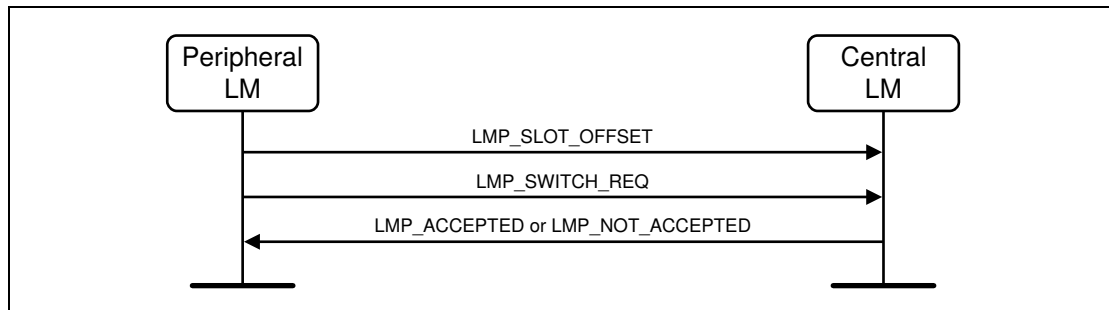 Peripheral
LM
Central
LM
LMP_SLOT_OFFSET
LMP_SWITCH_REQ
LMP_ACCEPTED or LMP_NOT_ACCEPTED